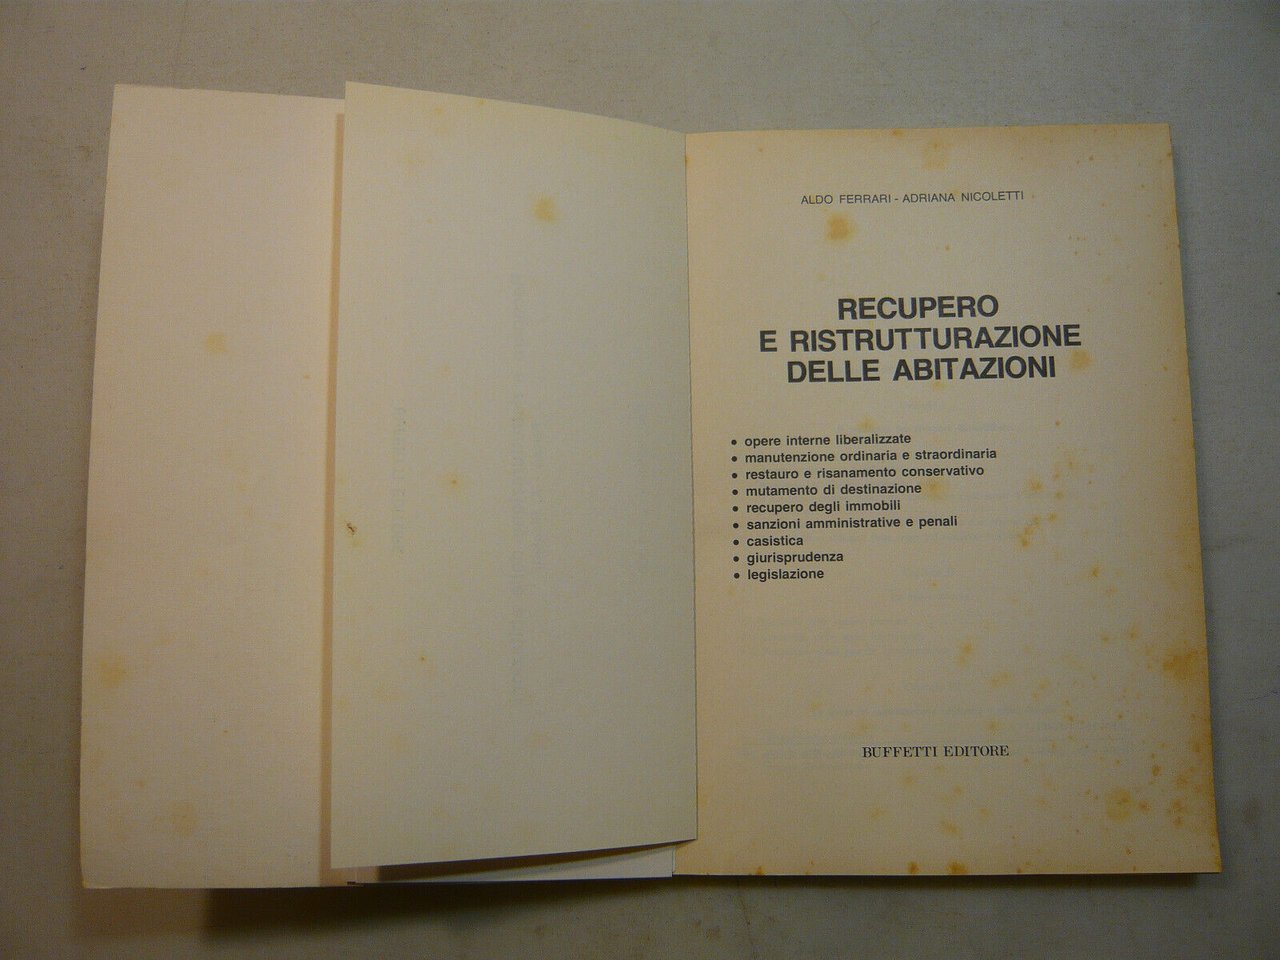 ALDO FERRARI - ADRIANA NICOLETTI
RECUPERO
E RISTRUTTURAZIONE
DELLE ABITAZIONI
• opere interne liberalizzate
• manutenzione ordinaria e straordinaria
• restauro e risanamento conservativo
• mutamento di destinazione
• recupero degli immobili
• sanzioni amministrative e penali
• casistica
• giurisprudenza
• legislazione
BUFFETTI EDITORE